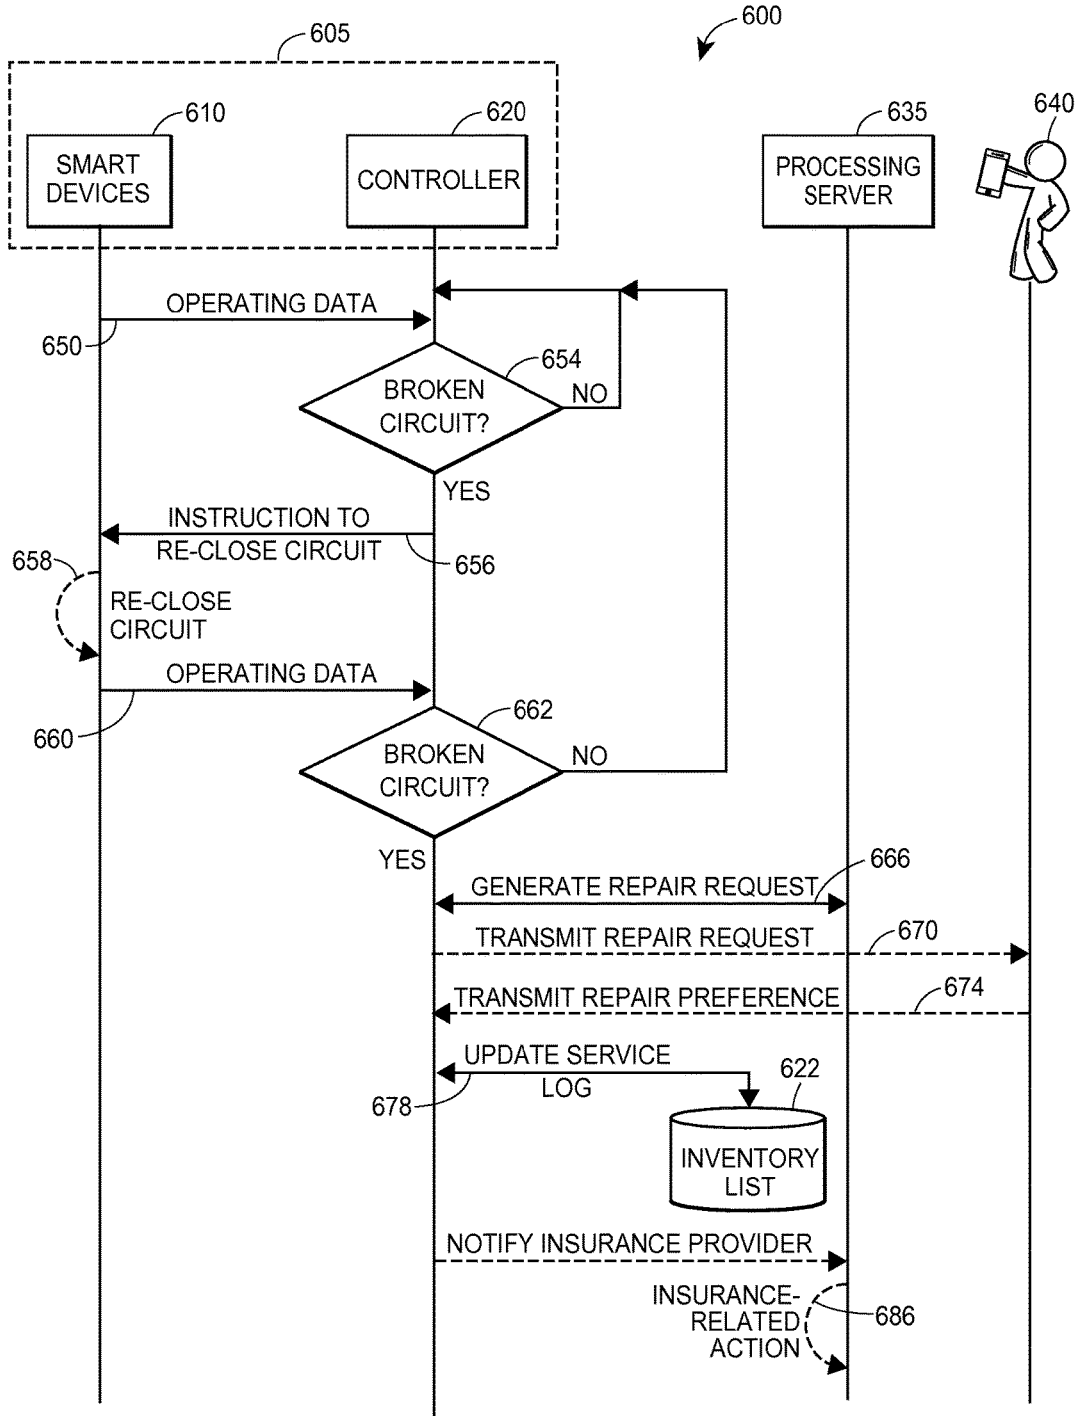 600
605
610
620
635
640
SMART
DEVICES
CONTROLLER
PROCESSING
SERVER
OPERATING DATA
650
654
BROKEN
CIRCUIT?
NO
YES
INSTRUCTION TO
RE-CLOSE CIRCUIT
656
658
RE-CLOSE
CIRCUIT
OPERATING DATA
660
662
BROKEN
CIRCUIT?
NO
YES
666
GENERATE REPAIR REQUEST
TRANSMIT REPAIR REQUEST
670
TRANSMIT REPAIR PREFERENCE
674
UPDATE SERVICE
LOG
678
622
INVENTORY
LIST
NOTIFY INSURANCE PROVIDER
INSURANCE-
RELATED
ACTION
686